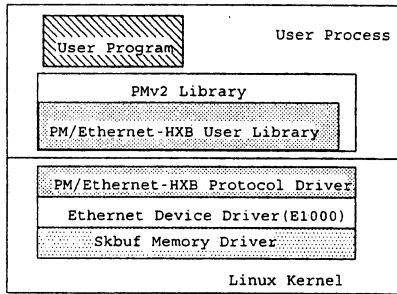 User Process
User Program
PMv2 Library
PM/Ethernet-HXB User Library
PM/Ethernet-HXB Protocol Driver
Ethernet Device Driver(E1000)
Skbuf Memory Driver
Linux Kernel